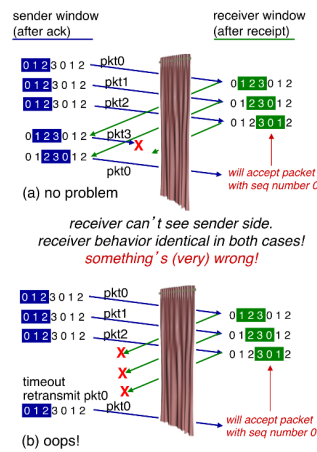 sender window receiver window
(after ack) (after receipt)
0 1 2 3 0 1 2 pkt0
0 1 2 3 0 1 2 pkt1 0 1 2 3 0 1 2
0 1 2 3 0 1 2 pkt2 0 1 2 3 0 1 2
0 1 2 3 0 1 2
0 1 2 3 0 1 2 pkt3 X
0 1 2 3 0 1 2
pkt0 will accept packet
with seq number 0
(a) no problem
receiver can't see sender side.
receiver behavior identical in both cases!
something's (very) wrong!
0 1 2 3 0 1 2 pkt0
0 1 2 3 0 1 2 pkt1 0 1 2 3 0 1 2
0 1 2 3 0 1 2 pkt2 0 1 2 3 0 1 2
X 0 1 2 3 0 1 2
X
timeout
retransmit pkt0 X
0 1 2 3 0 1 2 pkt0 will accept packet
with seq number 0
(b) oops!